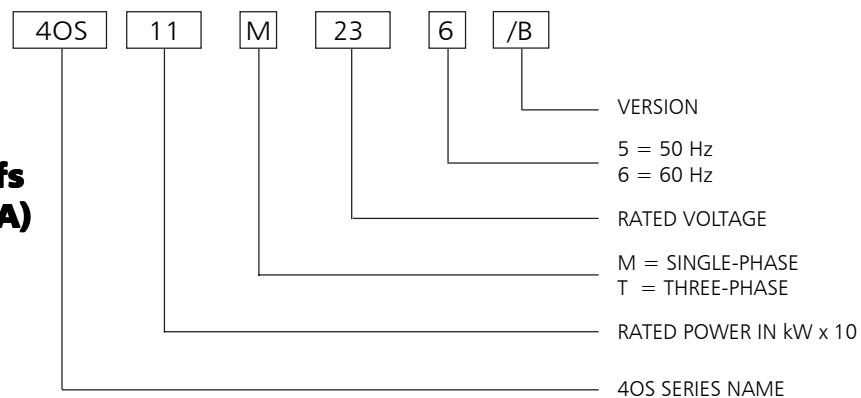 4OS 11 M 23 6 /B
VERSION
5 = 50 Hz
6 = 60 Hz
RATED VOLTAGE
M = SINGLE-PHASE
T = THREE-PHASE
RATED POWER IN kW x 10
4OS SERIES NAME
fs
A)